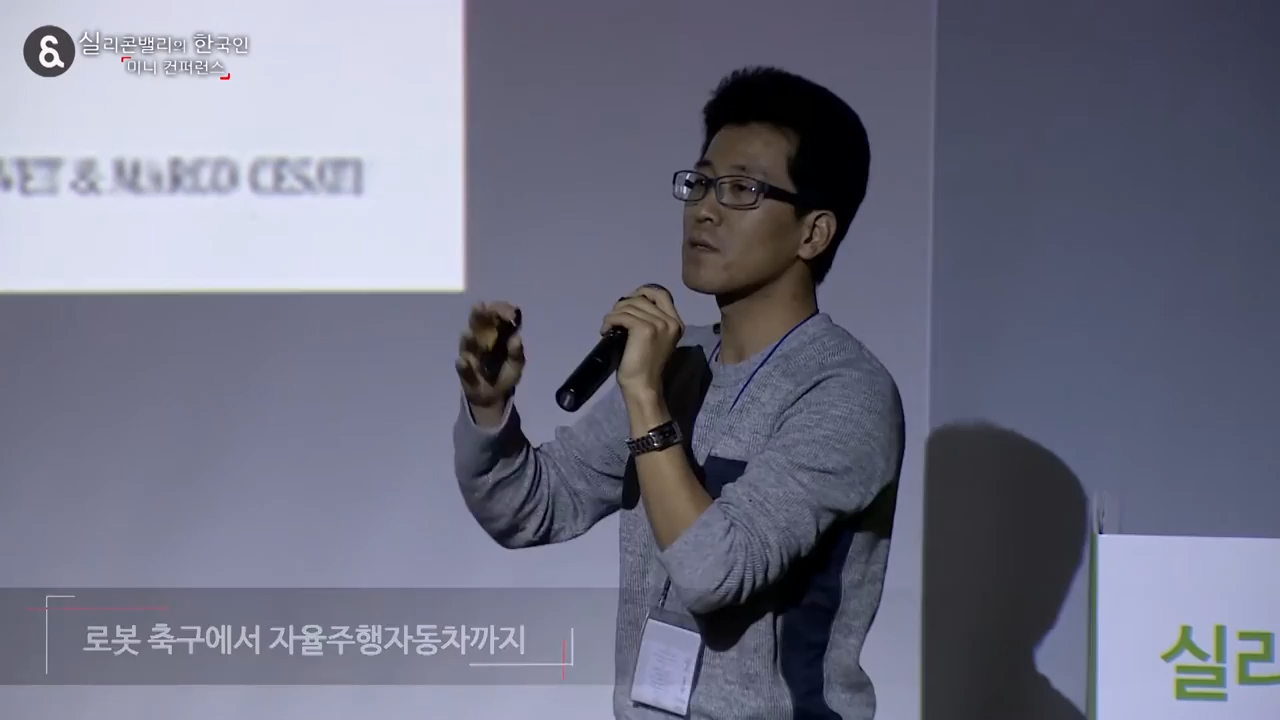 실리콘밸리의 한국인
미니 컨퍼런스
VET & MARCO CESATI
로봇 축구에서 자율주행자동차까지
실리